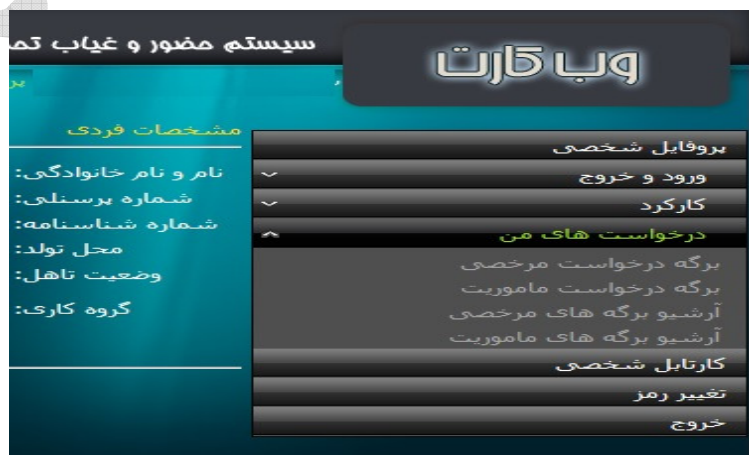 سیستم حضور و غیاب
وب کارت
پروفایل شخصی
ورود و خروج
کارکرد
درخواست های من
برگه درخواست مرخصی
برگه درخواست ماموریت
آرشیو برگه های مرخصی
آرشیو برگه های ماموریت
کارتابل شخصی
تغییر رمز
خروج
مشخصات فردی
نام و نام خانوادگی:
شماره پرسنلی:
شماره شناسنامه:
محل تولد:
وضعیت تاهل:
گروه کاری: